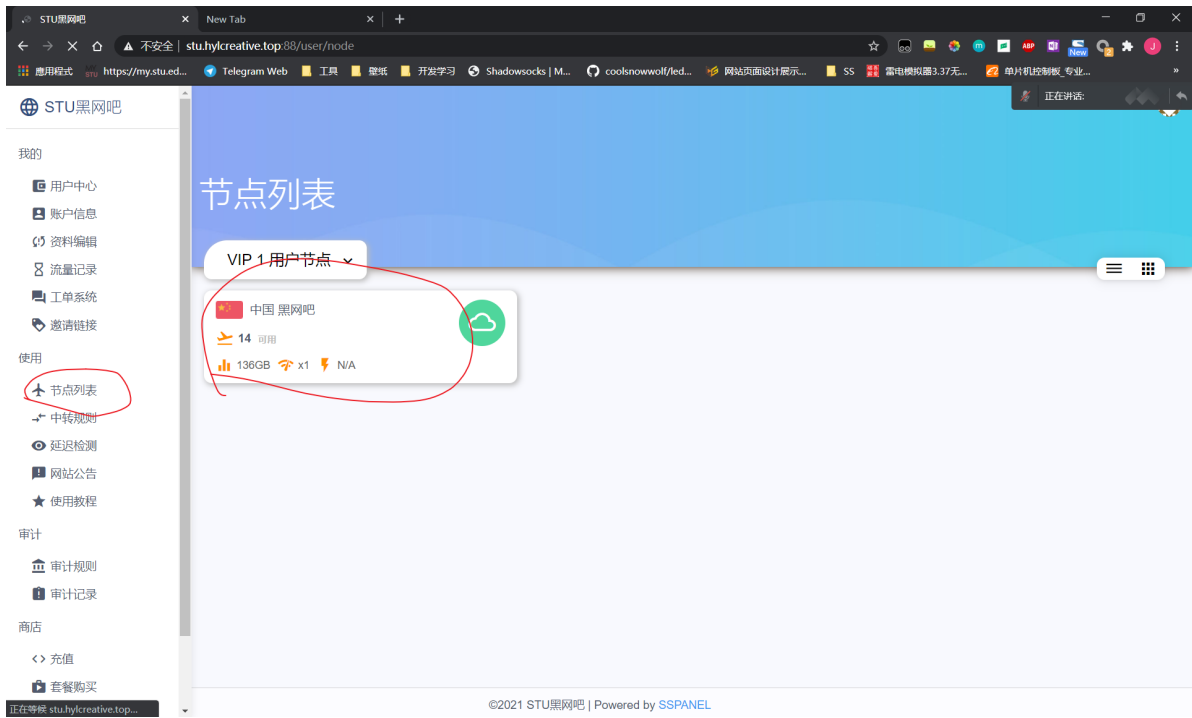 STU黑网吧
New Tab
不安全 | stu.hylcreative.top:88/user/node
ABP
New
2
J
應用程式
STU https://my.stu.ed...
Telegram Web
工具
壁纸
开发学习
Shadowsocks | M...
coolsnowwolf/led...
网站页面设计展示...
SS
雷电模拟器3.37无...
单片机控制板_专业...
»
正在讲话:
STU黑网吧
我的
用户中心
账户信息
资料编辑
流量记录
工单系统
邀请链接
使用
节点列表
中转规则
延迟检测
网站公告
使用教程
审计
审计规则
审计记录
商店
充值
套餐购买
正在等候 stu.hylcreative.top...
节点列表
VIP 1 用户节点
中国 黑网吧
14 可用
136GB x1 N/A
©2021 STU黑网吧 | Powered by SSPANEL